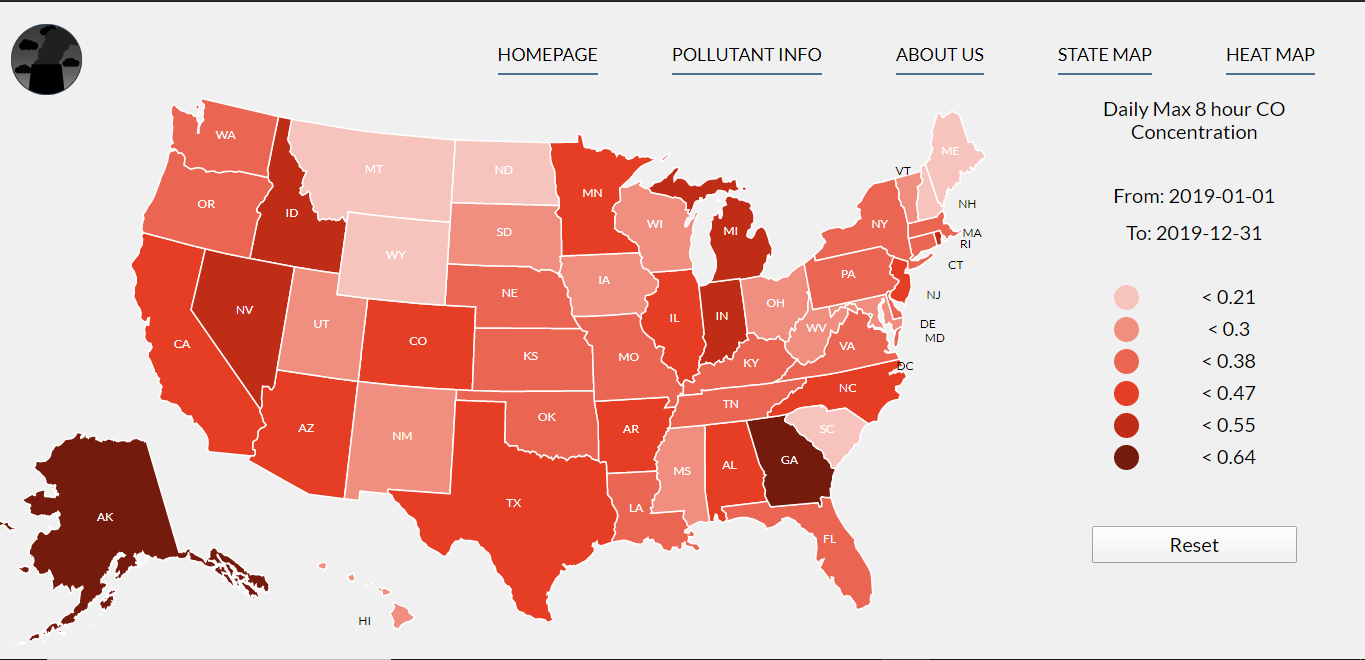 HOMEPAGE POLLUTANT INFO ABOUT US STATE MAP HEAT MAP
Daily Max 8 hour CO
Concentration
From: 2019-01-01
To: 2019-12-31
< 0.21
< 0.3
< 0.38
< 0.47
< 0.55
< 0.64
Reset
WA
MT
ND
MN
ME
VT
OR
ID
SD
WI
MI
NY
NH
MA
RI
WY
IA
PA
CT
NE
OH
NJ
NV
UT
CO
IL
IN
WV
DE
MD
CA
KS
MO
KY
VA
DC
AZ
NM
OK
AR
TN
NC
SC
TX
LA
MS
AL
GA
FL
AK
HI